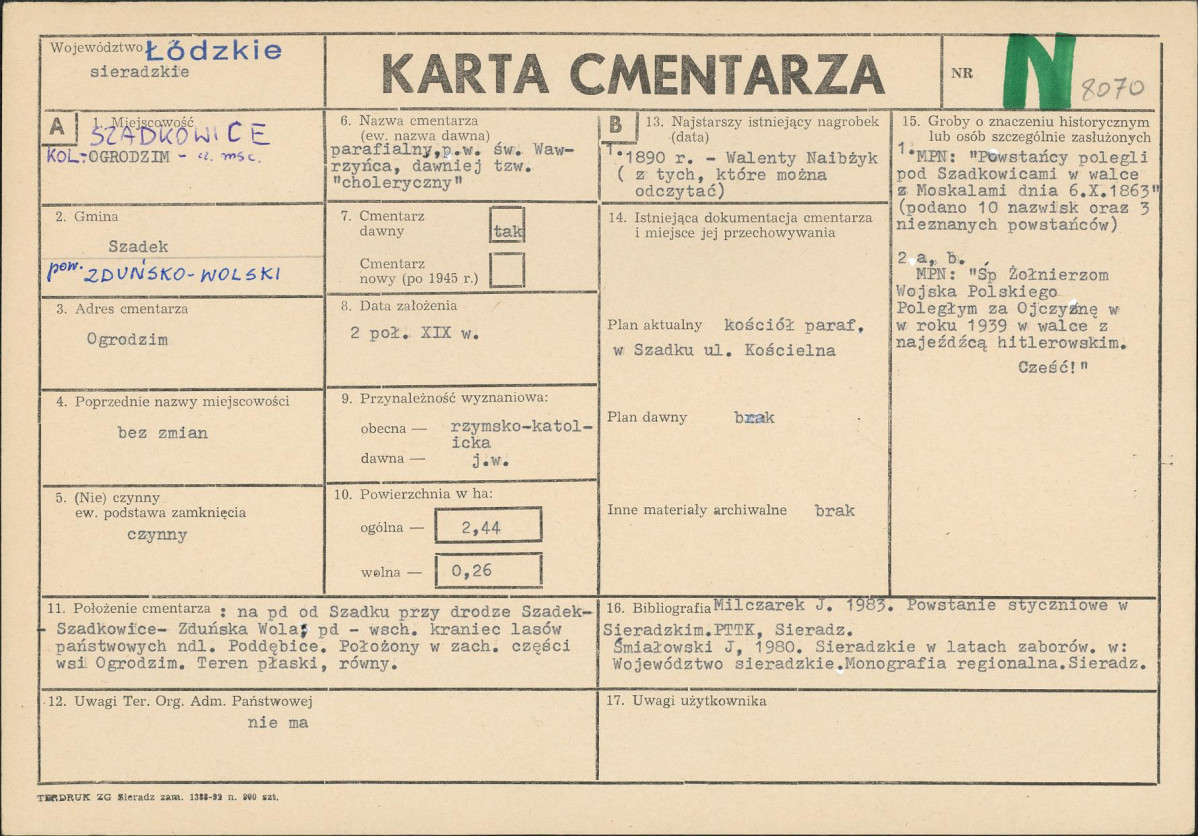 Województwo Łódzkie
sieradzkie
KARTA CMENTARZA
NR N 8070
A 1. Miejscowość
SZADKOWICE
KOL.-OGRODZIM - cz. msc.
2. Gmina
Szadek
pow. ZDUŃSKO-WOLSKI
3. Adres cmentarza
Ogrodzim
4. Poprzednie nazwy miejscowości
bez zmian
5. (Nie) czynny
ew. podstawa zamknięcia
czynny
6. Nazwa cmentarza
(ew. nazwa dawna)
parafialny,p.w. św. Waw-
rzyńca, dawniej tzw.
"choleryczny"
7. Cmentarz
dawny tak
Cmentarz
nowy (po 1945 r.)
8. Data założenia
2 poł. XIX w.
9. Przynależność wyznaniowa:
obecna — rzymsko-katol-
icka
dawna — j.w.
10. Powierzchnia w ha:
ogólna — 2,44
wolna — 0,26
B 13. Najstarszy istniejący nagrobek
(data)
1.1890 r. - Walenty Naibżyk
( z tych, które można
odczytać)
14. Istniejąca dokumentacja cmentarza
i miejsce jej przechowywania
Plan aktualny kościół paraf,
w Szadku ul. Kościelna
Plan dawny brak
Inne materiały archiwalne brak
15. Groby o znaczeniu historycznym
lub osób szczególnie zasłużonych
1.MPN: "Powstańcy polegli
pod Szadkowicami w walce
z Moskalami dnia 6.X.1863"
(podano 10 nazwisk oraz 3
nieznanych powstańców)
2 a, b.
MPN: "Śp Żołnierzom
Wojska Polskiego
Poległym za Ojczyznę w
w roku 1939 w walce z
najeźdźcą hitlerowskim.
Cześć!"
11. Położenie cmentarza : na pd od Szadku przy drodze Szadek-
- Szadkowice- Zduńska Wola; pd - wsch. kraniec lasów
państwowych ndl. Poddębice. Położony w zach. części
wsi Ogrodzim. Teren płaski, równy.
16. Bibliografia Milczarek J. 1983. Powstanie styczniowe w
Sieradzkim.PTTK, Sieradz.
Śmiałowski J, 1980. Sieradzkie w latach zaborów. w:
Województwo sieradzkie.Monografia regionalna.Sieradz.
12. Uwagi Ter. Org. Adm. Państwowej
nie ma
17. Uwagi użytkownika
TERDRUK ZG Sieradz zam. 1388-92 n. 900 szt.